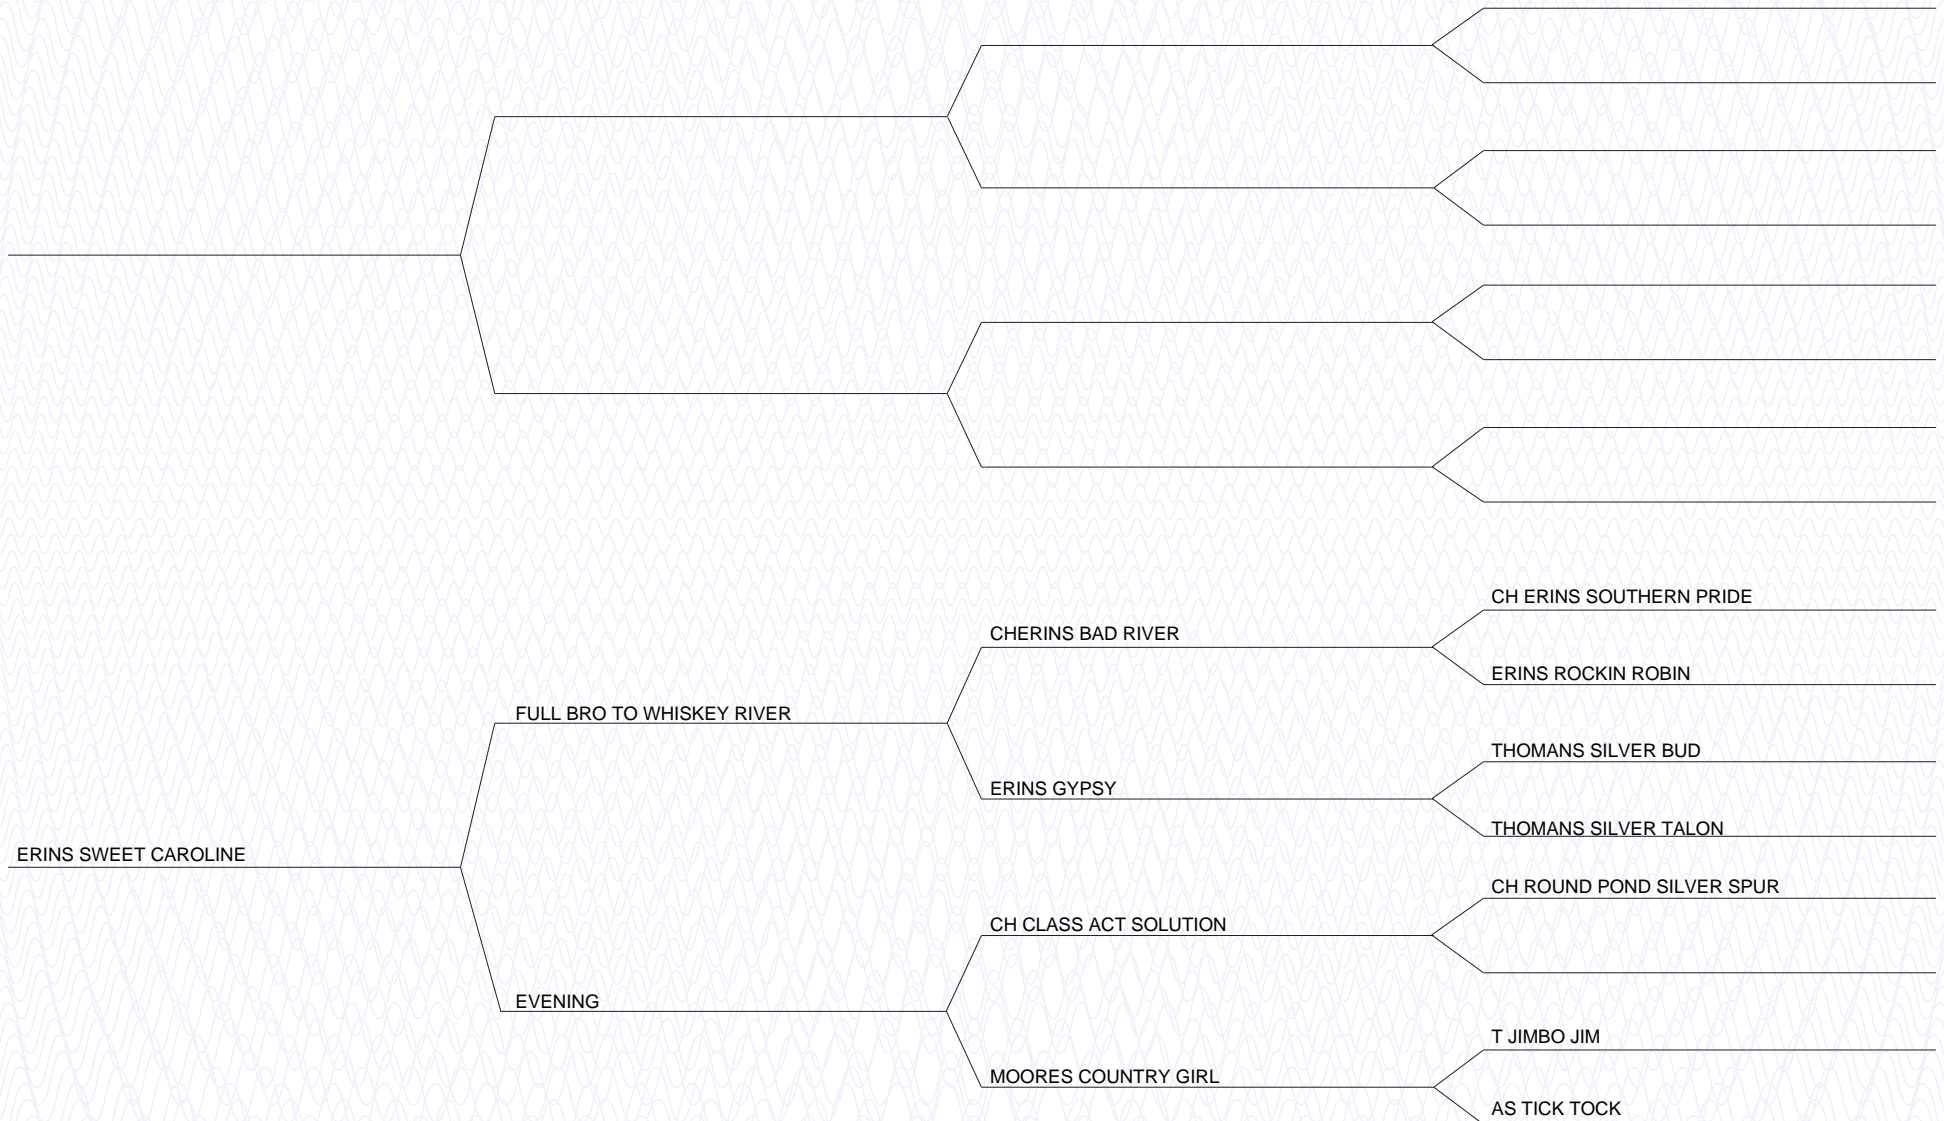 CH ERINS SOUTHERN PRIDE
CHERINS BAD RIVER
ERINS ROCKIN ROBIN
FULL BRO TO WHISKEY RIVER
THOMANS SILVER BUD
ERINS GYPSY
THOMANS SILVER TALON
ERINS SWEET CAROLINE
CH ROUND POND SILVER SPUR
CH CLASS ACT SOLUTION
EVENING
T JIMBO JIM
MOORES COUNTRY GIRL
AS TICK TOCK